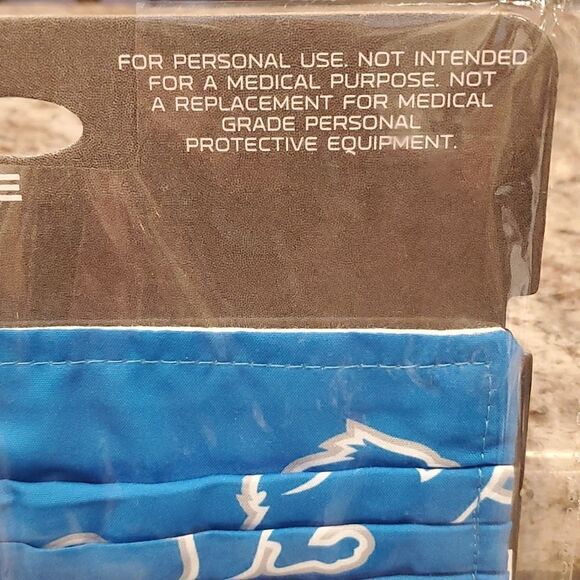 FOR PERSONAL USE. NOT INTENDED
FOR A MEDICAL PURPOSE. NOT
A REPLACEMENT FOR MEDICAL
GRADE PERSONAL
PROTECTIVE EQUIPMENT.
E